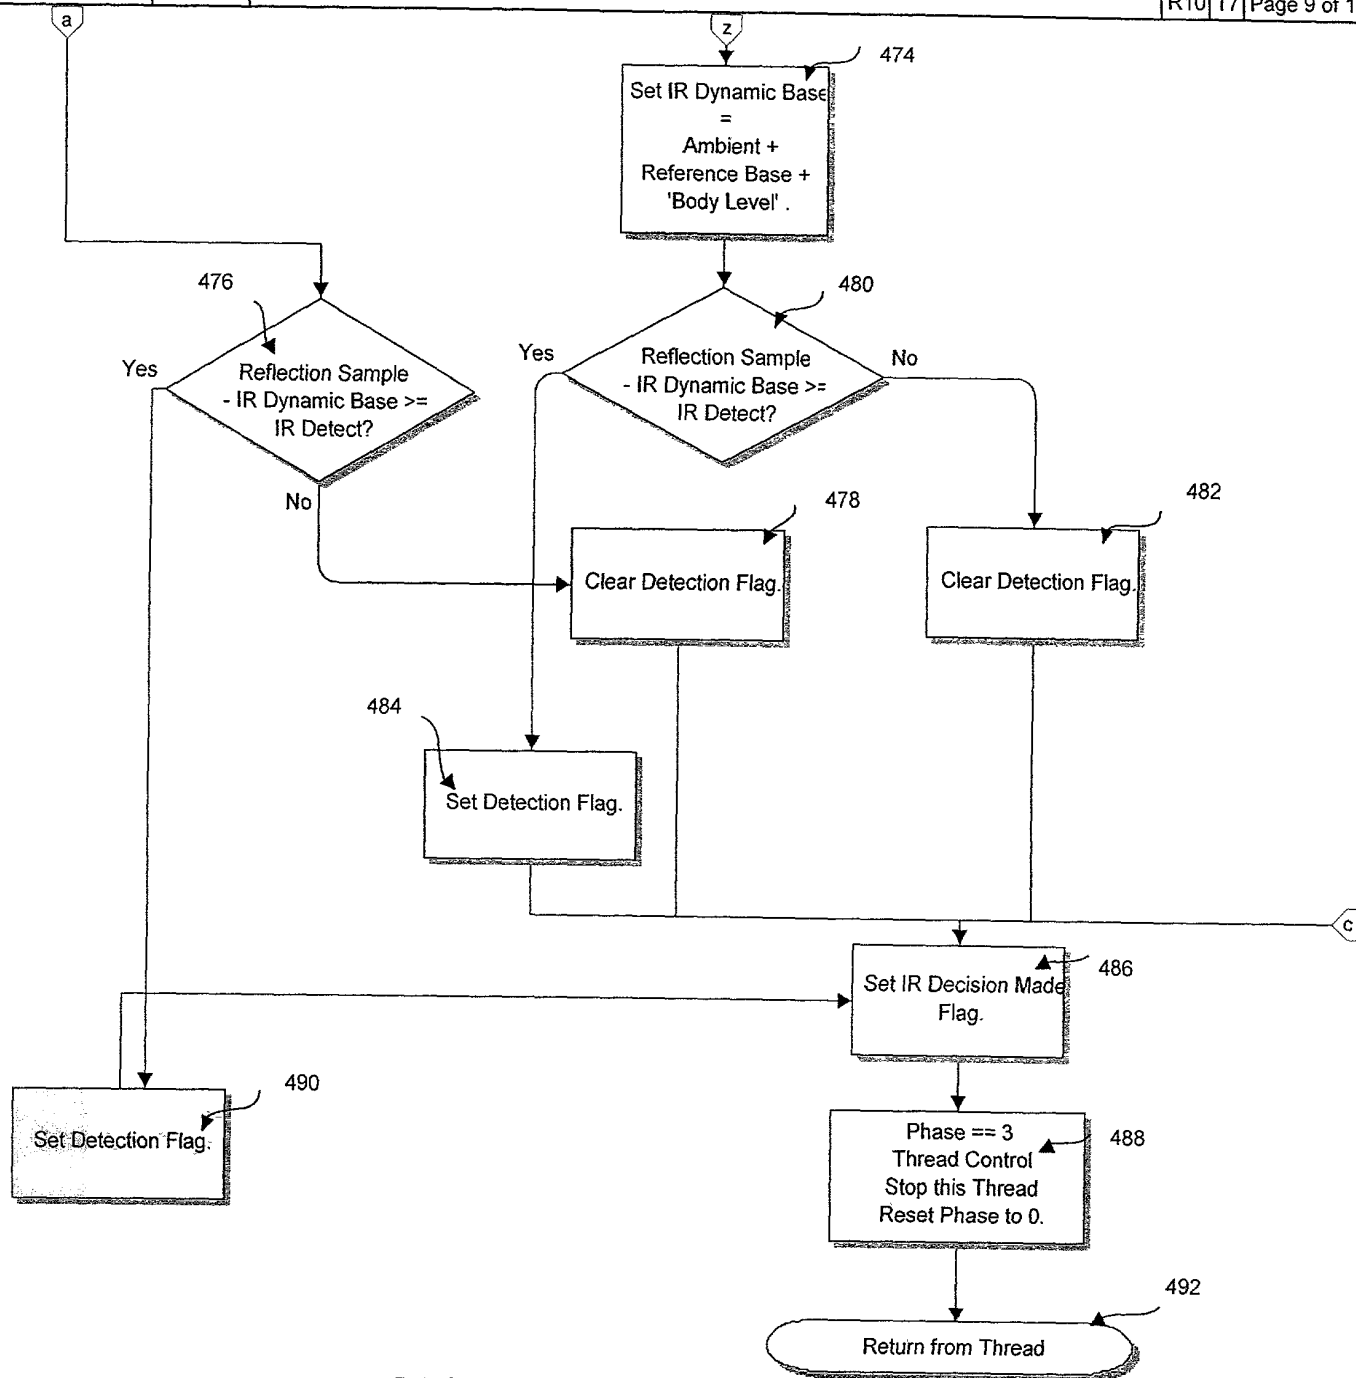 R10 17 Page 9 of 1
a
z
474
Set IR Dynamic Base
=
Ambient +
Reference Base +
'Body Level' .
476
480
Yes
Reflection Sample
- IR Dynamic Base >=
IR Detect?
No
Yes
Reflection Sample
- IR Dynamic Base >=
IR Detect?
No
478
482
Clear Detection Flag.
Clear Detection Flag.
484
Set Detection Flag.
c
486
Set IR Decision Made
Flag.
490
Set Detection Flag.
488
Phase == 3
Thread Control
Stop this Thread
Reset Phase to 0.
492
Return from Thread